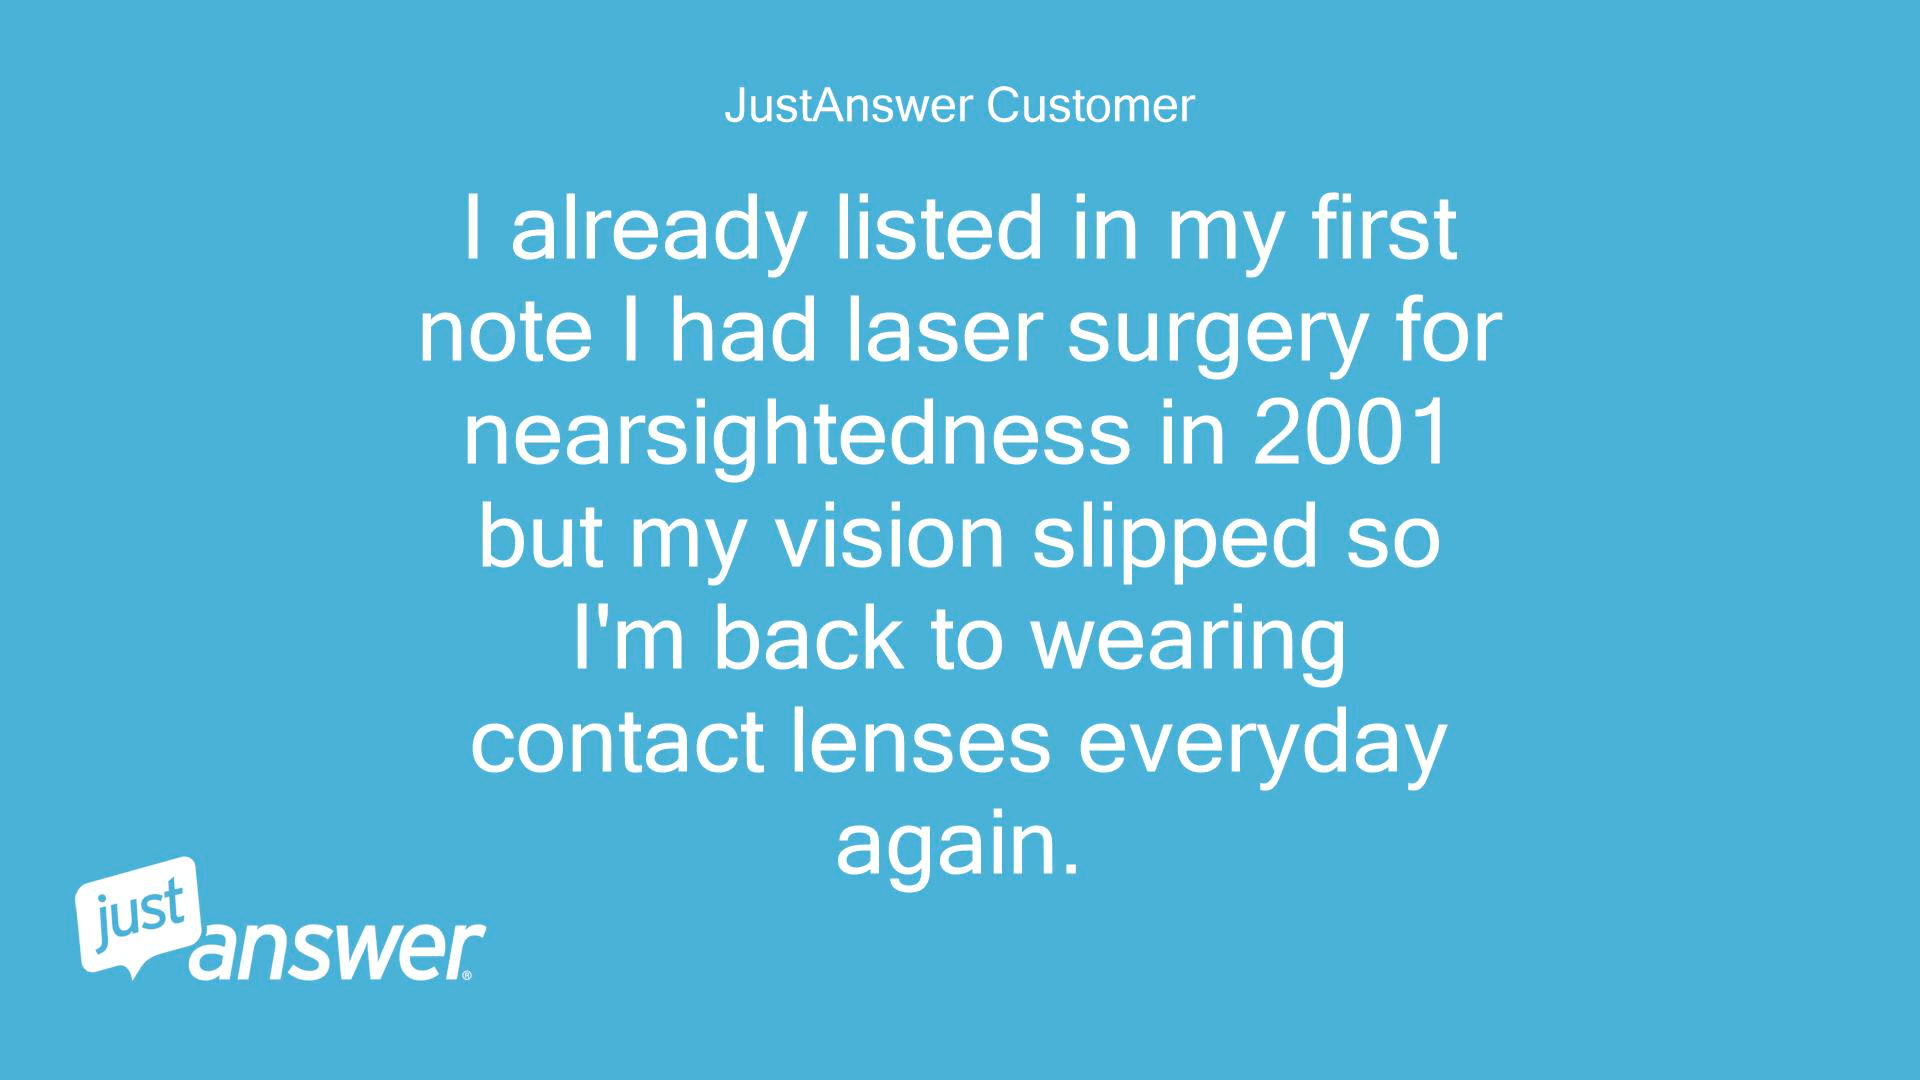 JustAnswer Customer
I already listed in my first
note I had laser surgery for
nearsightedness in 2001
but my vision slipped so
I'm back to wearing
contact lenses everyday
again.
just
answer®